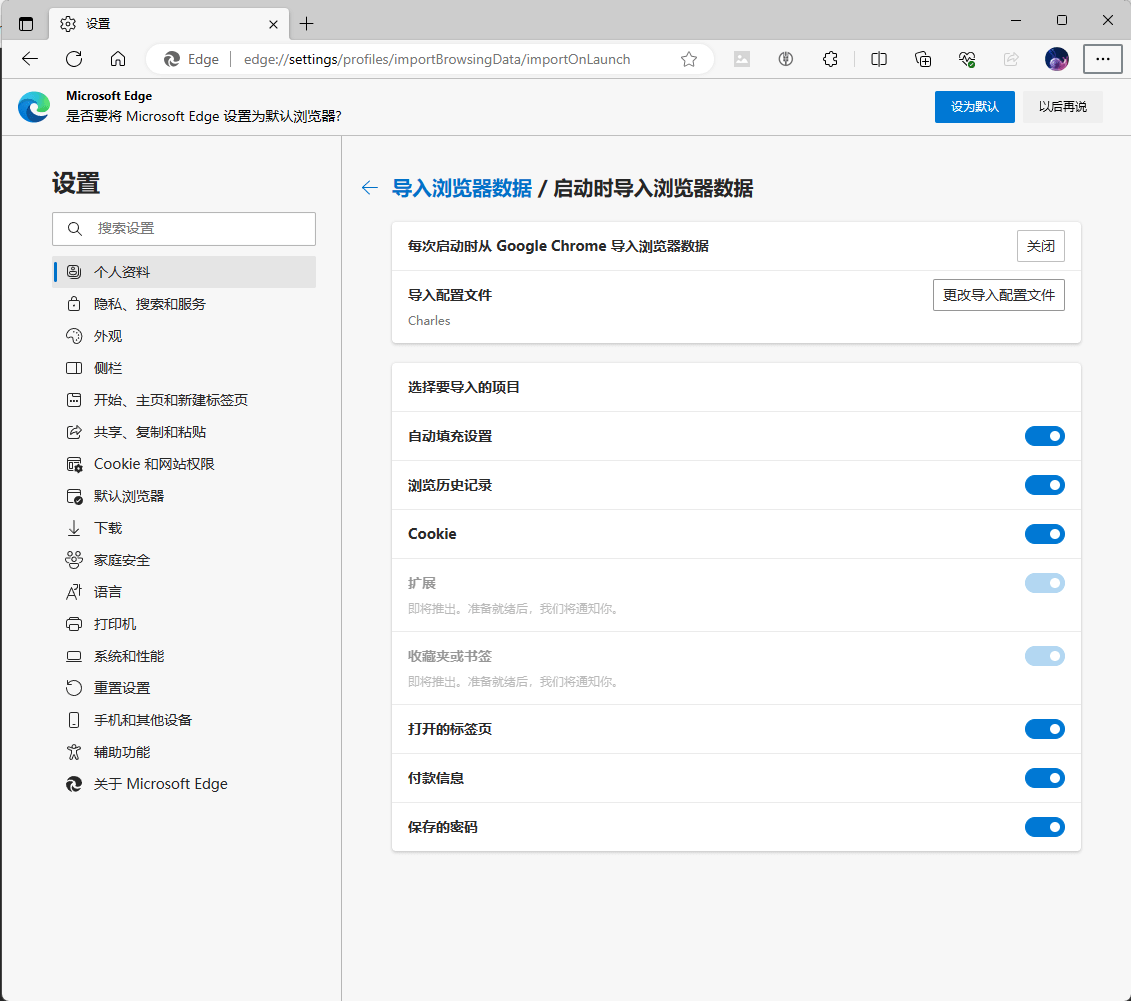 设置
Edge
edge://settings/profiles/importBrowsingData/importOnLaunch
Microsoft Edge
是否要将 Microsoft Edge 设置为默认浏览器?
设为默认
以后再说
设置
搜索设置
个人资料
隐私、搜索和服务
外观
侧栏
开始、主页和新建标签页
共享、复制和粘贴
Cookie 和网站权限
默认浏览器
下载
家庭安全
语言
打印机
系统和性能
重置设置
手机和其他设备
辅助功能
关于 Microsoft Edge
导入浏览器数据 / 启动时导入浏览器数据
每次启动时从 Google Chrome 导入浏览器数据
关闭
导入配置文件
Charles
更改导入配置文件
选择要导入的项目
自动填充设置
浏览历史记录
Cookie
扩展
即将推出。准备就绪后，我们将通知你。
收藏夹或书签
即将推出。准备就绪后，我们将通知你。
打开的标签页
付款信息
保存的密码